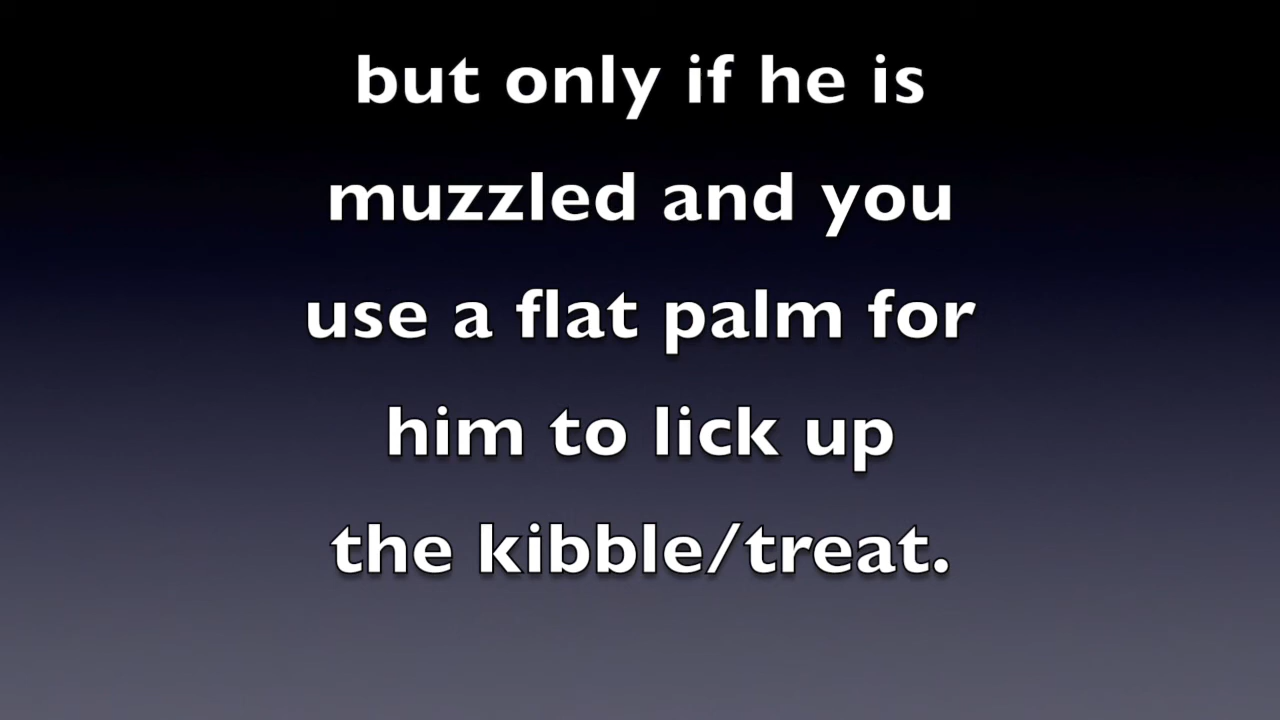 but only if he is
muzzled and you
use a flat palm for
him to lick up
the kibble/treat.